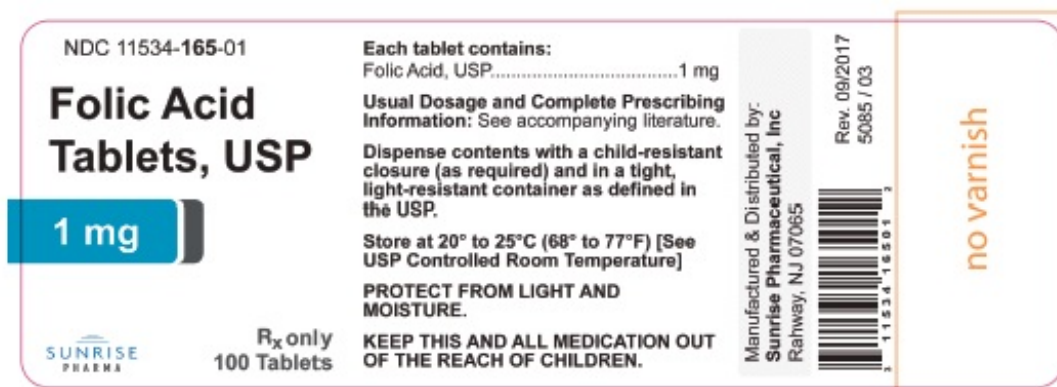 NDC 11534-165-01
Folic Acid
Tablets, USP
1 mg
SUNRISE
PHARMA
Rx only
100 Tablets
Each tablet contains:
Folic Acid, USP......................................1 mg
Usual Dosage and Complete Prescribing
Information: See accompanying literature.
Dispense contents with a child-resistant
closure (as required) and in a tight,
light-resistant container as defined in
the USP.
Store at 20° to 25°C (68° to 77°F) [See
USP Controlled Room Temperature]
PROTECT FROM LIGHT AND
MOISTURE.
KEEP THIS AND ALL MEDICATION OUT
OF THE REACH OF CHILDREN.
Manufactured & Distributed by:
Sunrise Pharmaceutical, Inc
Rahway, NJ 07065
Rev. 09/2017
5085 / 03
3 11534 16501 2
no varnish